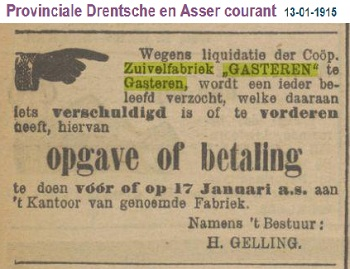 Provinciale Drentsche en Asser courant 13-01-1915
Wegens liquidatie der Coöp.
Zuivelfabriek „GASTEREN" te
Gasteren, wordt een ieder be-
leefd verzocht, welke daaraan
iets verschuldigd is of te vorderen
heeft, hiervan
opgave of betaling
te doen vóór of op 17 Januari a.s. aan
't Kantoor van genoemde Fabriek.
Namens 't Bestuur:
H. GELLING.